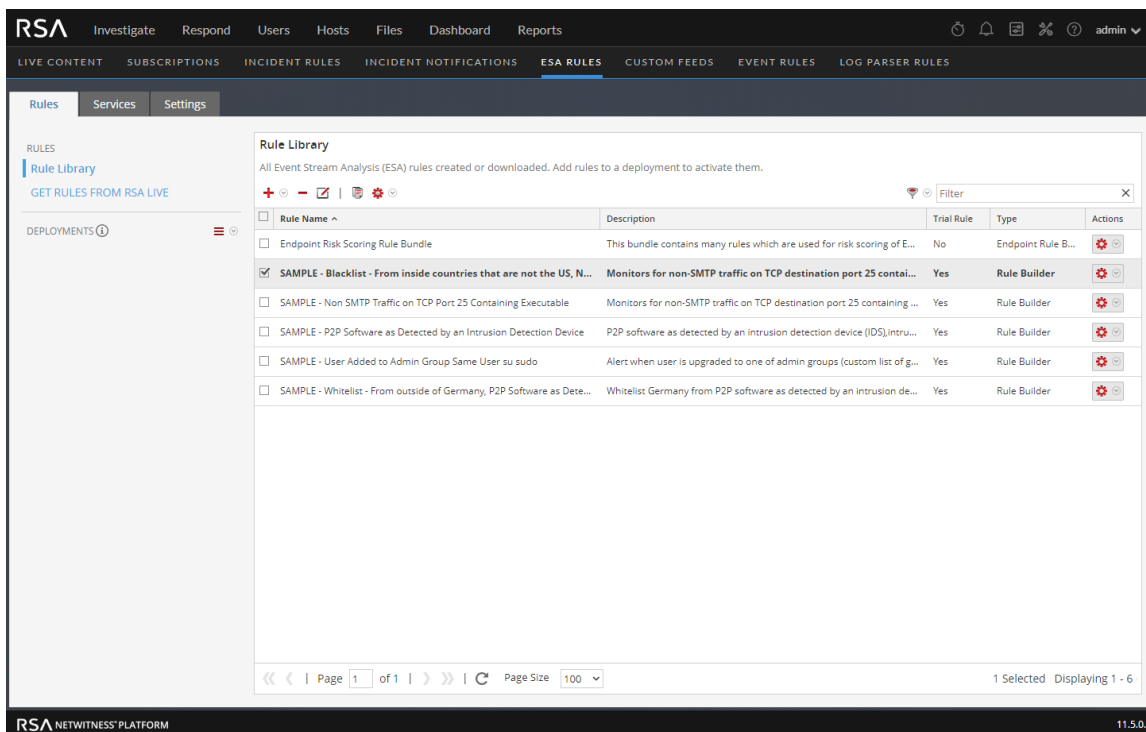 RSA Investigate Respond Users Hosts Files Dashboard Reports admin
LIVE CONTENT SUBSCRIPTIONS INCIDENT RULES INCIDENT NOTIFICATIONS ESA RULES CUSTOM FEEDS EVENT RULES LOG PARSER RULES
Rules Services Settings
RULES
Rule Library
GET RULES FROM RSA LIVE
DEPLOYMENTS
Rule Library
All Event Stream Analysis (ESA) rules created or downloaded. Add rules to a deployment to activate them.
Filter
Rule Name Description Trial Rule Type Actions
Endpoint Risk Scoring Rule Bundle This bundle contains many rules which are used for risk scoring of E... No Endpoint Rule B...
SAMPLE - Blacklist - From inside countries that are not the US, N... Monitors for non-SMTP traffic on TCP destination port 25 contai... Yes Rule Builder
SAMPLE - Non SMTP Traffic on TCP Port 25 Containing Executable Monitors for non-SMTP traffic on TCP destination port 25 containing ... Yes Rule Builder
SAMPLE - P2P Software as Detected by an Intrusion Detection Device P2P software as detected by an intrusion detection device (IDS),intru... Yes Rule Builder
SAMPLE - User Added to Admin Group Same User su sudo Alert when user is upgraded to one of admin groups (custom list of g... Yes Rule Builder
SAMPLE - Whitelist - From outside of Germany, P2P Software as Dete... Whitelist Germany from P2P software as detected by an intrusion de... Yes Rule Builder
Page 1 of 1 Page Size 100 1 Selected Displaying 1 - 6
RSA NETWITNESS® PLATFORM 11.5.0.